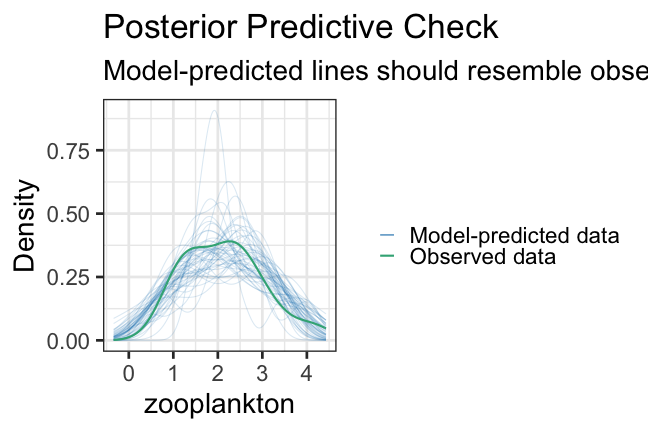 Posterior Predictive Check
Model-predicted lines should resemble obse
0.75
0.50
0.25
0.00
Density
0
1
2
3
4
zooplankton
Model-predicted data
Observed data